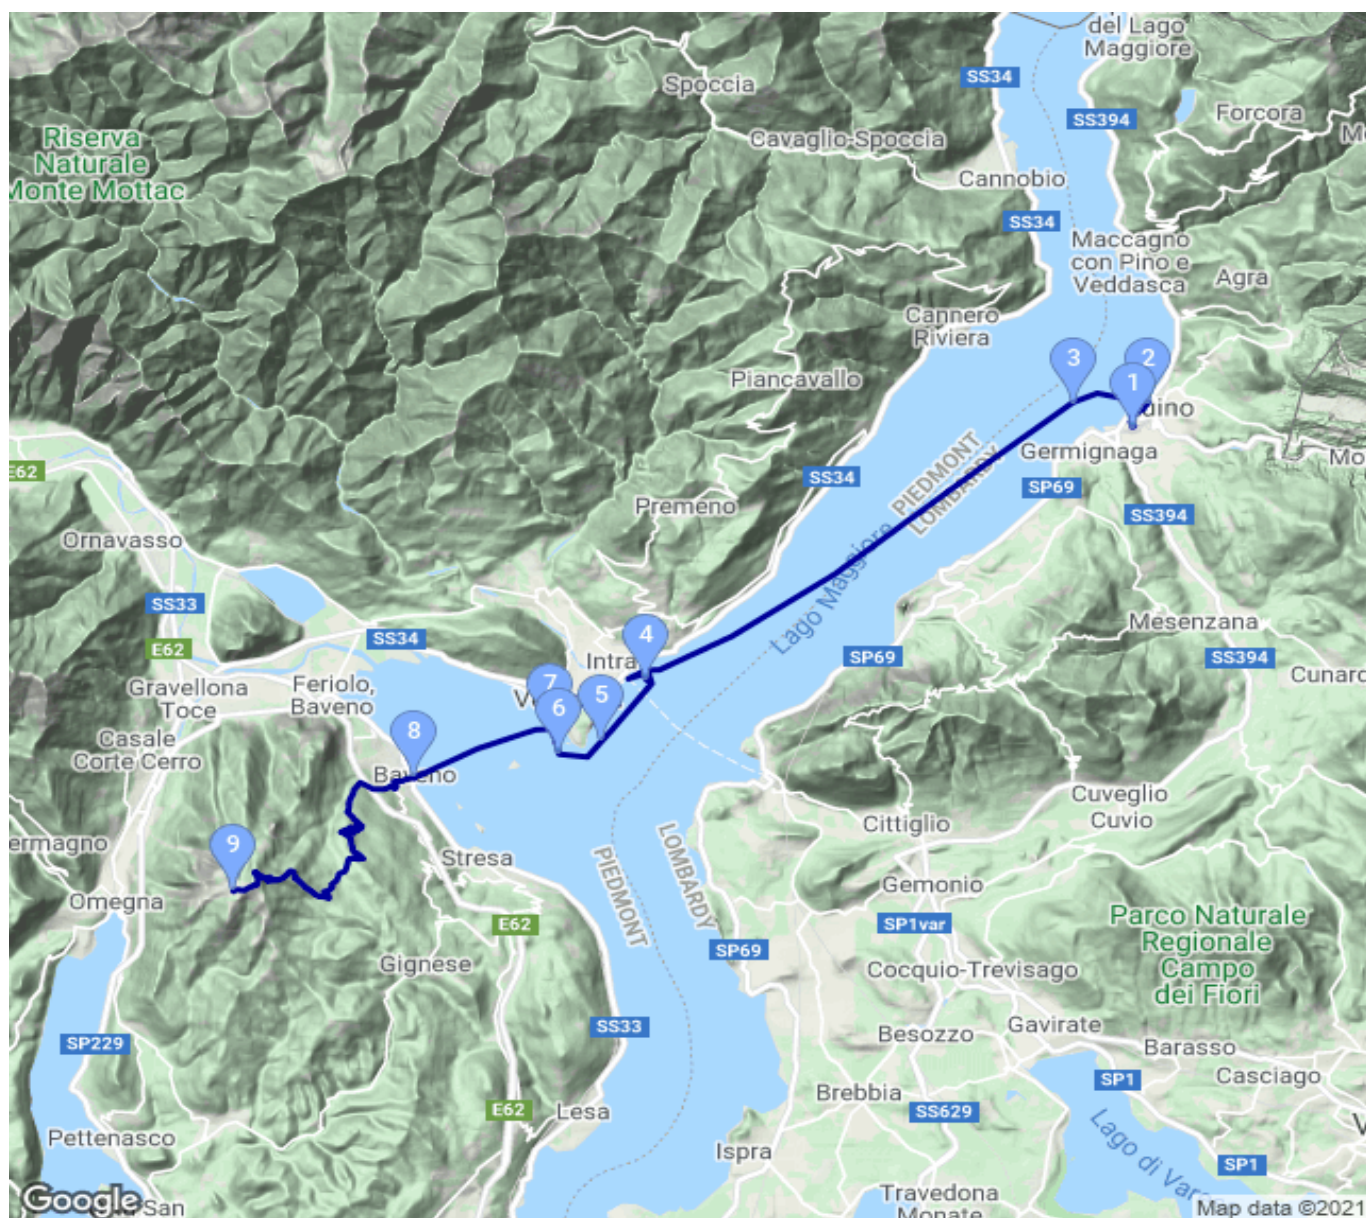 del Lago
Maggiore
SS34
Spoccia
SS394
Forcora
Riserva
Naturale
Monte Mottac
Cavaglio-Spoccia
Cannobio
SS34
Maccagno
con Pino e
Veddasca
Agra
Cannero
Riviera
3
2
1
Piancavallo
Germignaga
E62
SS34
PIEDMONT
LOMBARDY
SP69
Premeno
SS394
Ornavasso
Lago Maggiore
SS33
SS34
Mesenzana
E62
4
Intra
SP69
SS394
Cunard
Gravellona
Toce
Feriolo,
Baveno
7
6
5
Casale
Corte Cerro
8
Baveno
Cuveglio
Cuvio
Cittiglio
9
Stresa
PIEDMONT
LOMBARDY
Gemonio
Omegna
E62
SP1var
Parco Naturale
Regionale
Campo
dei Fiori
SP69
Gignese
Cocquio-Trevisago
SS33
Besozzo
Gavirate
SP229
Barasso
SP1
Casciago
Brebbia
E62
Lesa
SS629
Pettenasco
Ispra
Lago di
SP1
Google
San
Travedona
Monate
Map data ©2021